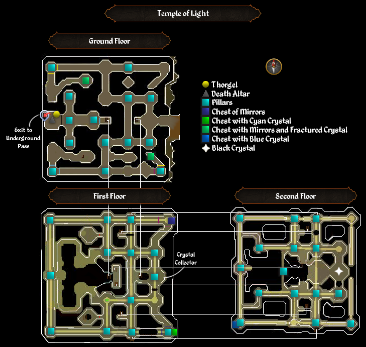 Temple of Light
Ground Floor
Exit to
Underground
Pass
Thorgel
Death Altar
Pillars
Chest of Mirrors
Chest with Cyan Crystal
Chest with Mirrors and Fractured Crystal
Chest with Blue Crystal
Black Crystal
First Floor
Second Floor
Crystal
Collector